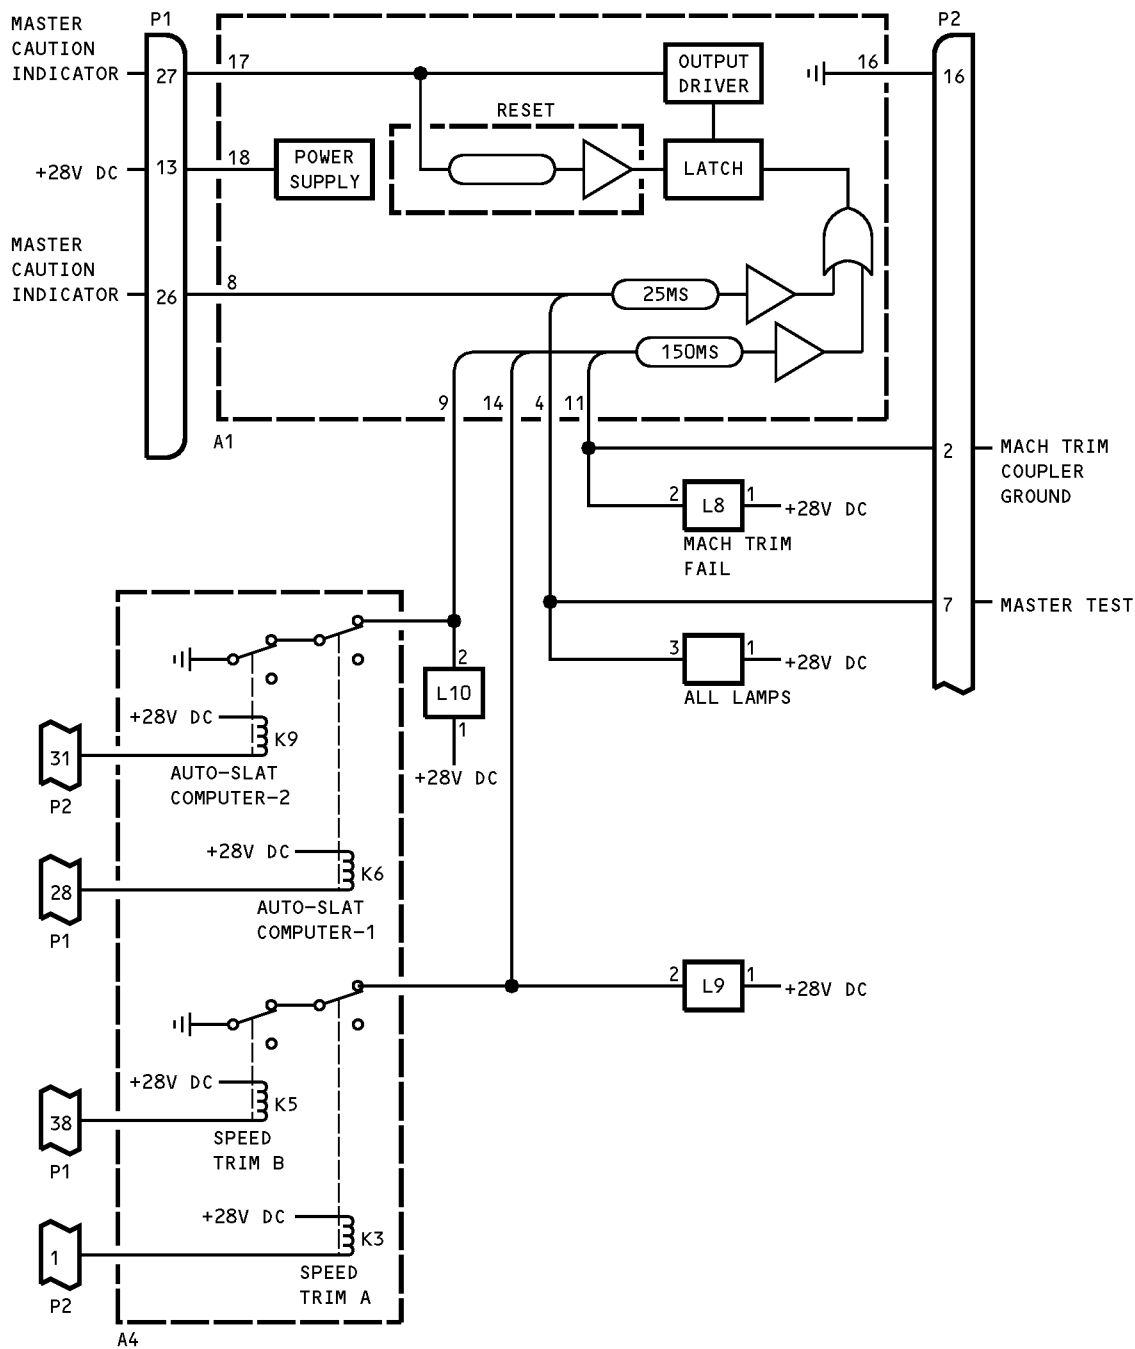 MASTER
CAUTION
INDICATOR
P1
27
17
OUTPUT
DRIVER
16
P2
16
RESET
+28V DC
13
18
POWER
SUPPLY
LATCH
MASTER
CAUTION
INDICATOR
26
8
25MS
150MS
9
14
4
11
A1
2
MACH TRIM
COUPLER
GROUND
2
L8
1
+28V DC
MACH TRIM
FAIL
7
MASTER TEST
3
1
+28V DC
ALL LAMPS
2
L10
1
+28V DC
+28V DC
K9
31
P2
AUTO-SLAT
COMPUTER-2
+28V DC
K6
28
P1
AUTO-SLAT
COMPUTER-1
2
L9
1
+28V DC
+28V DC
K5
38
P1
SPEED
TRIM B
+28V DC
K3
1
P2
SPEED
TRIM A
A4